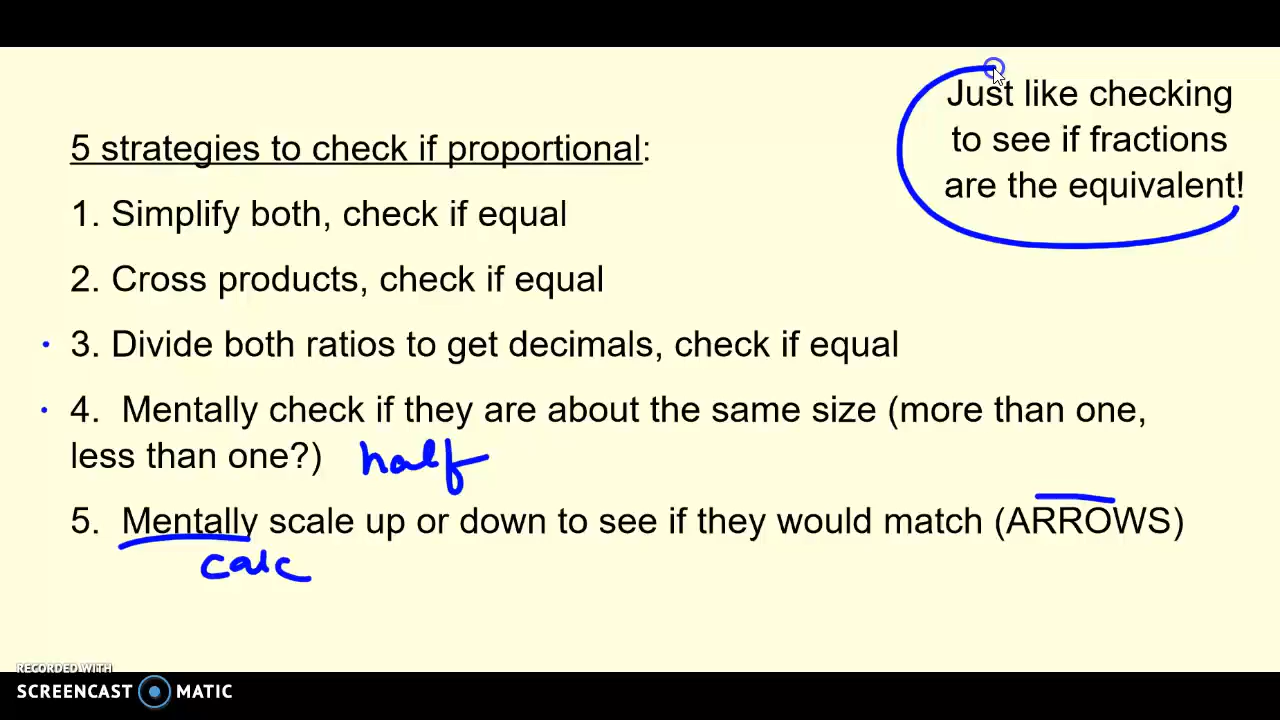 Just like checking
to see if fractions
are the equivalent!
5 strategies to check if proportional:
1. Simplify both, check if equal
2. Cross products, check if equal
3. Divide both ratios to get decimals, check if equal
4. Mentally check if they are about the same size (more than one,
less than one?) half
5. Mentally scale up or down to see if they would match (ARROWS)
calc
RECORDED WITH
SCREENCAST MATIC